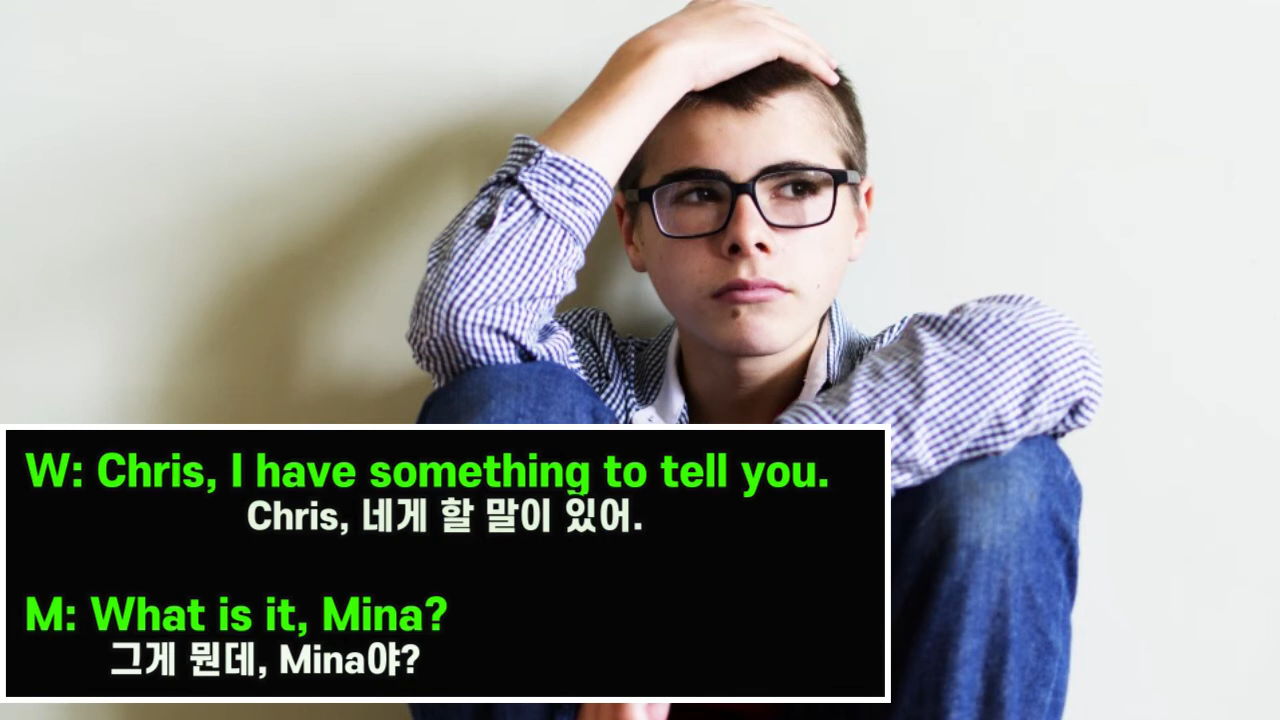 W: Chris, I have something to tell you.
Chris, 네게 할 말이 있어.
M: What is it, Mina?
그게 뭔데, Mina야?